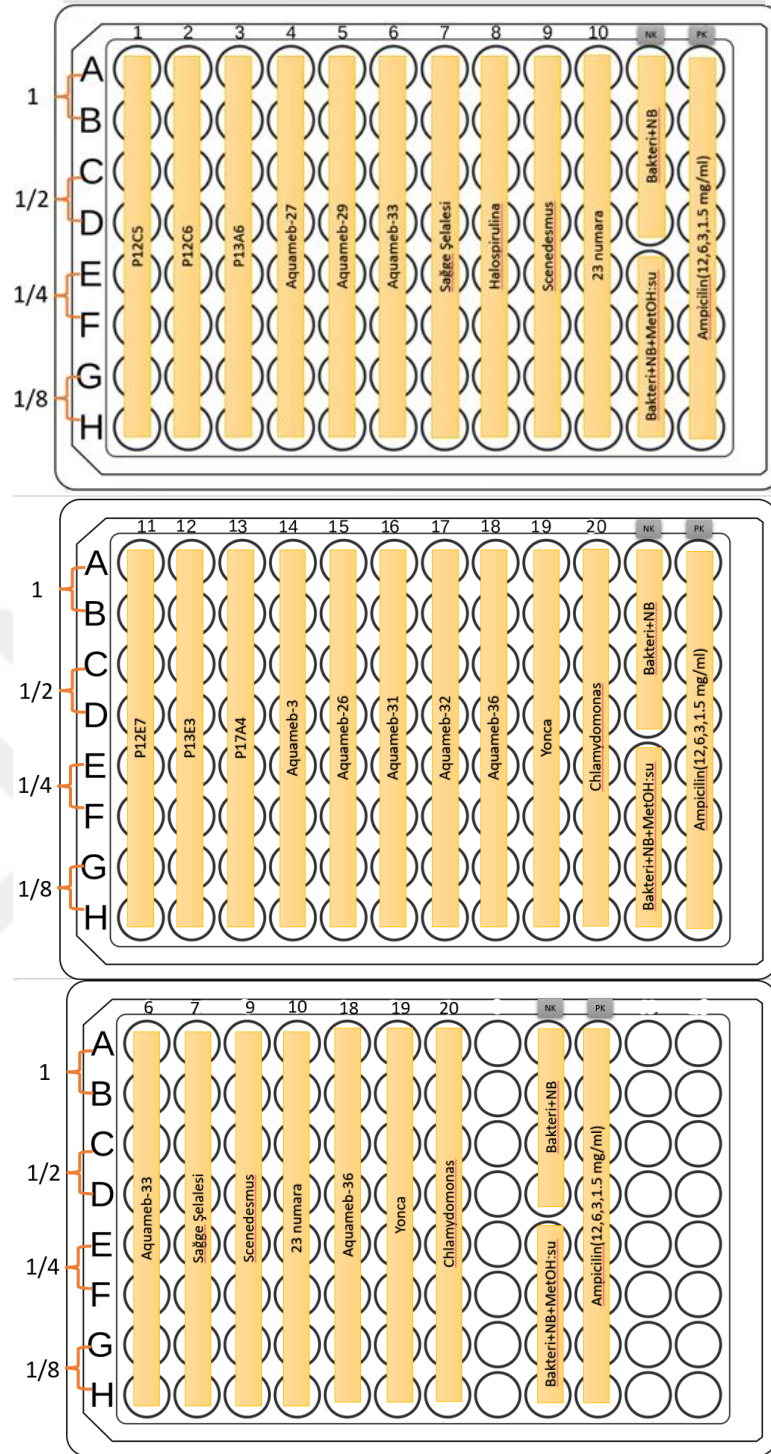 1 2 3 4 5 6 7 8 9 10 NK PK
A
1
B
C
1/2
D
E
1/4
F
G
1/8
H
P12C5
P12C6
P13A6
Aquameb-27
Aquameb-29
Aquameb-33
Sağge Şelalesi
Halospirulina
Scenedesmus
23 numara
Bakteri+NB
Bakteri+NB+MetOH:su
Ampicilin(12,6,3,1.5 mg/ml)
11 12 13 14 15 16 17 18 19 20 NK PK
A
1
B
C
1/2
D
E
1/4
F
G
1/8
H
P12E7
P13E3
P17A4
Aquameb-3
Aquameb-26
Aquameb-31
Aquameb-32
Aquameb-36
Yonca
Chlamydomonas
Bakteri+NB
Bakteri+NB+MetOH:su
Ampicilin(12,6,3,1.5 mg/ml)
6 7 9 10 18 19 20 NK PK
A
1
B
C
1/2
D
E
1/4
F
G
1/8
H
Aquameb-33
Sağge Şelalesi
Scenedesmus
23 numara
Aquameb-36
Yonca
Chlamydomonas
Bakteri+NB
Bakteri+NB+MetOH:su
Ampicilin(12,6,3,1.5 mg/ml)